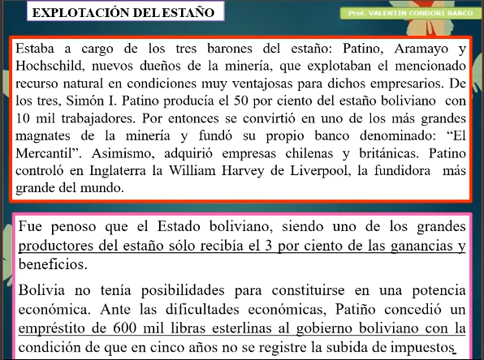 EXPLOTACIÓN DEL ESTAÑO
Prof. VALENTIN CONDORI BARCO
Estaba a cargo de los tres barones del estaño: Patino, Aramayo y
Hochschild, nuevos dueños de la minería, que explotaban el mencionado
recurso natural en condiciones muy ventajosas para dichos empresarios. De
los tres, Simón I. Patino producía el 50 por ciento del estaño boliviano con
10 mil trabajadores. Por entonces se convirtió en uno de los más grandes
magnates de la minería y fundó su propio banco denominado: “El
Mercantil”. Asimismo, adquirió empresas chilenas y británicas. Patino
controló en Inglaterra la William Harvey de Liverpool, la fundidora más
grande del mundo.
Fue penoso que el Estado boliviano, siendo uno de los grandes
productores del estaño sólo recibía el 3 por ciento de las ganancias y
beneficios.
Bolivia no tenía posibilidades para constituirse en una potencia
económica. Ante las dificultades económicas, Patiño concedió un
empréstito de 600 mil libras esterlinas al gobierno boliviano con la
condición de que en cinco años no se registre la subida de impuestos.